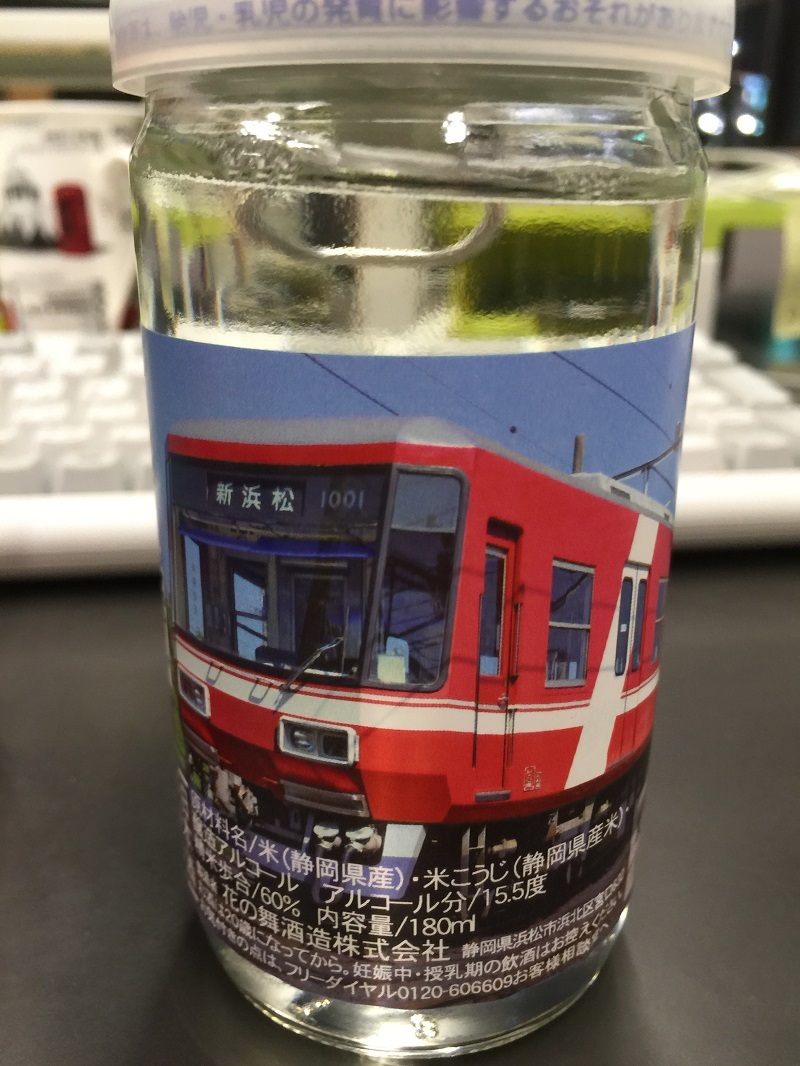 は、胎児・乳児の発育に影響するおそれがあります
新浜松 1001
原材料名/米(静岡県産)・米こうじ(静岡県産米)・
醸造アルコール アルコール分/15.5度
精米歩合/60% 内容量/180ml
花の舞酒造株式会社 静岡県浜松市浜北区宮口
は20歳になってから。妊娠中・授乳期の飲酒はお控えください
の点は、フリーダイヤル0120-606609お客様相談